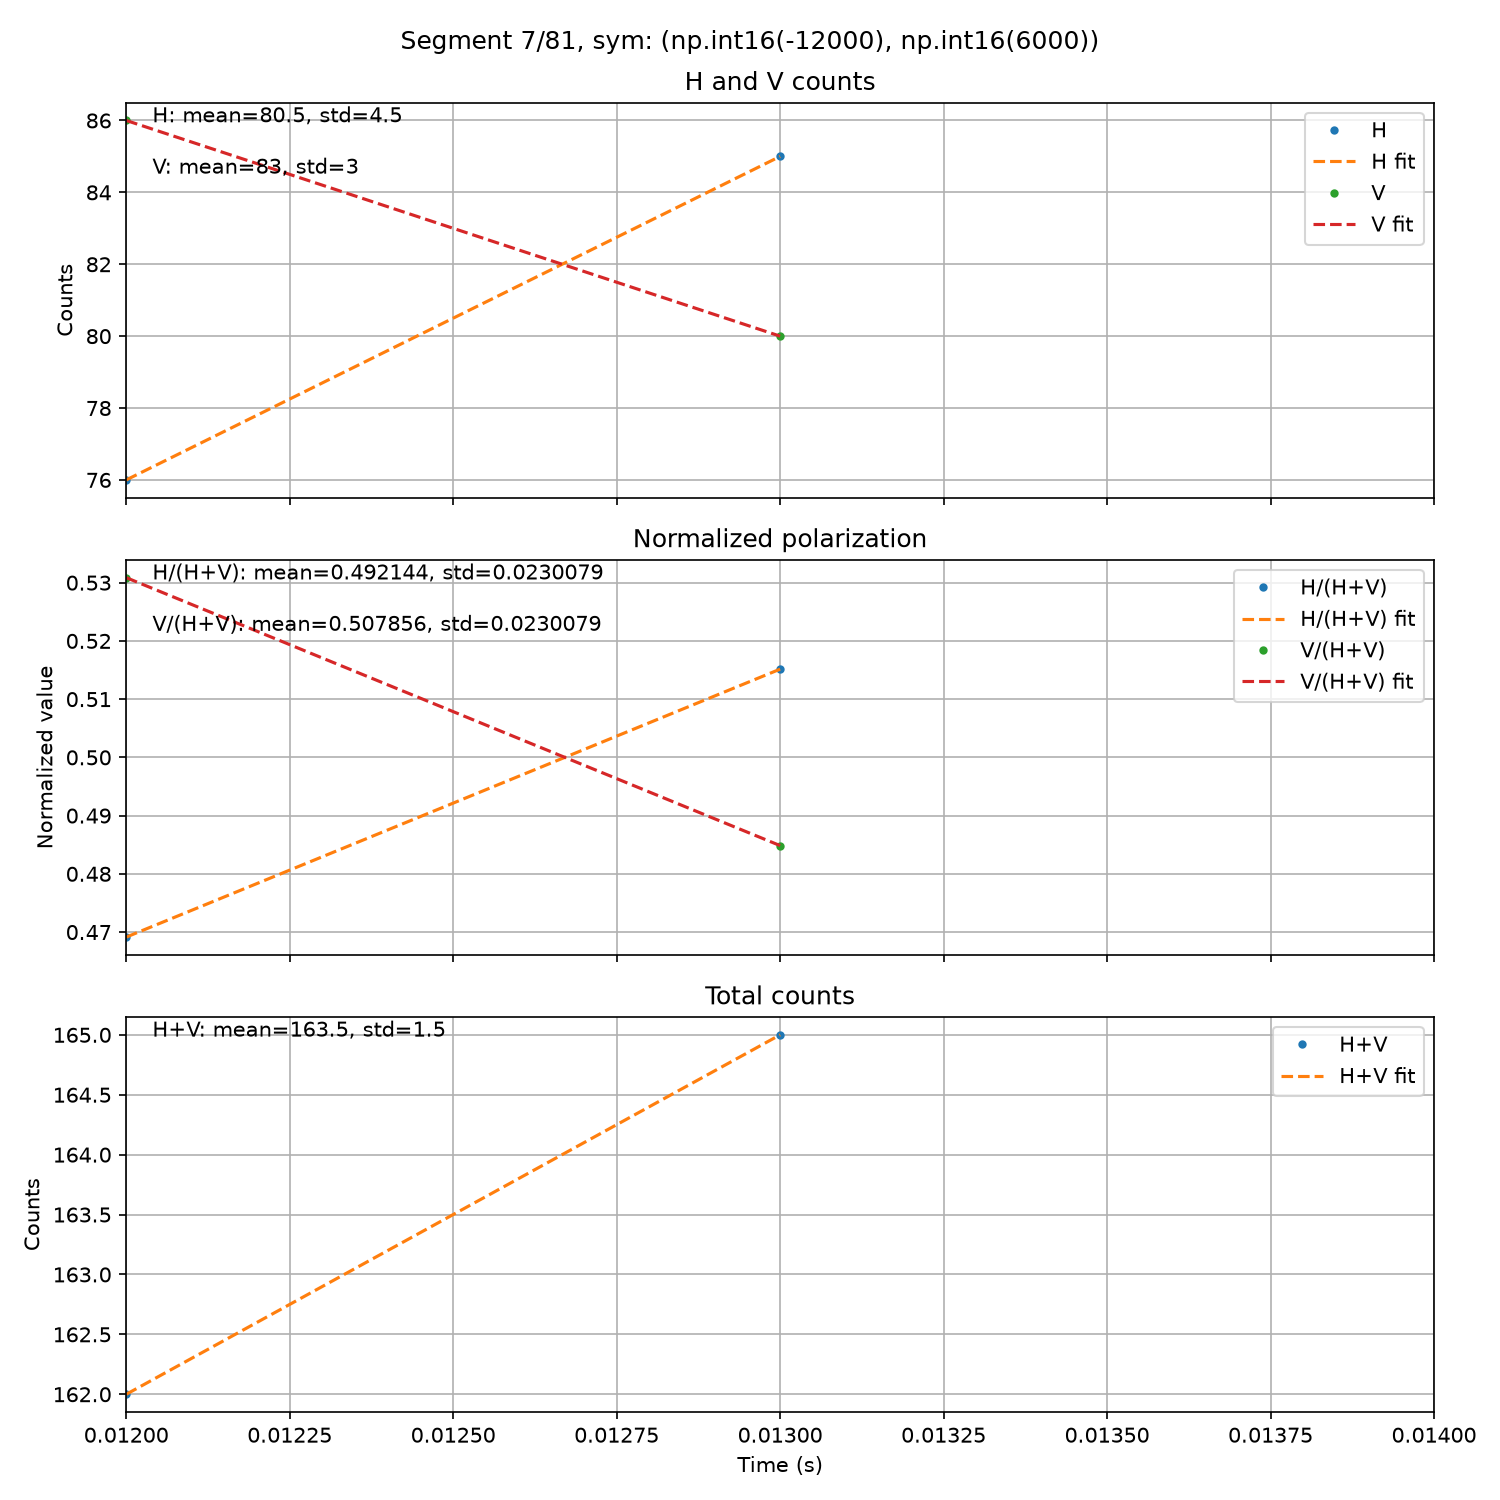 Segment 7/81, sym: (np.int16(-12000), np.int16(6000))
H and V counts
H: mean=80.5, std=4.5
V: mean=83, std=3
H
H fit
V
V fit
86
84
82
80
78
76
Counts
Normalized polarization
H/(H+V): mean=0.492144, std=0.0230079
V/(H+V): mean=0.507856, std=0.0230079
H/(H+V)
H/(H+V) fit
V/(H+V)
V/(H+V) fit
0.53
0.52
0.51
0.50
0.49
0.48
0.47
Normalized value
Total counts
H+V: mean=163.5, std=1.5
H+V
H+V fit
165.0
164.5
164.0
163.5
163.0
162.5
162.0
Counts
0.01200 0.01225 0.01250 0.01275 0.01300 0.01325 0.01350 0.01375 0.01400
Time (s)